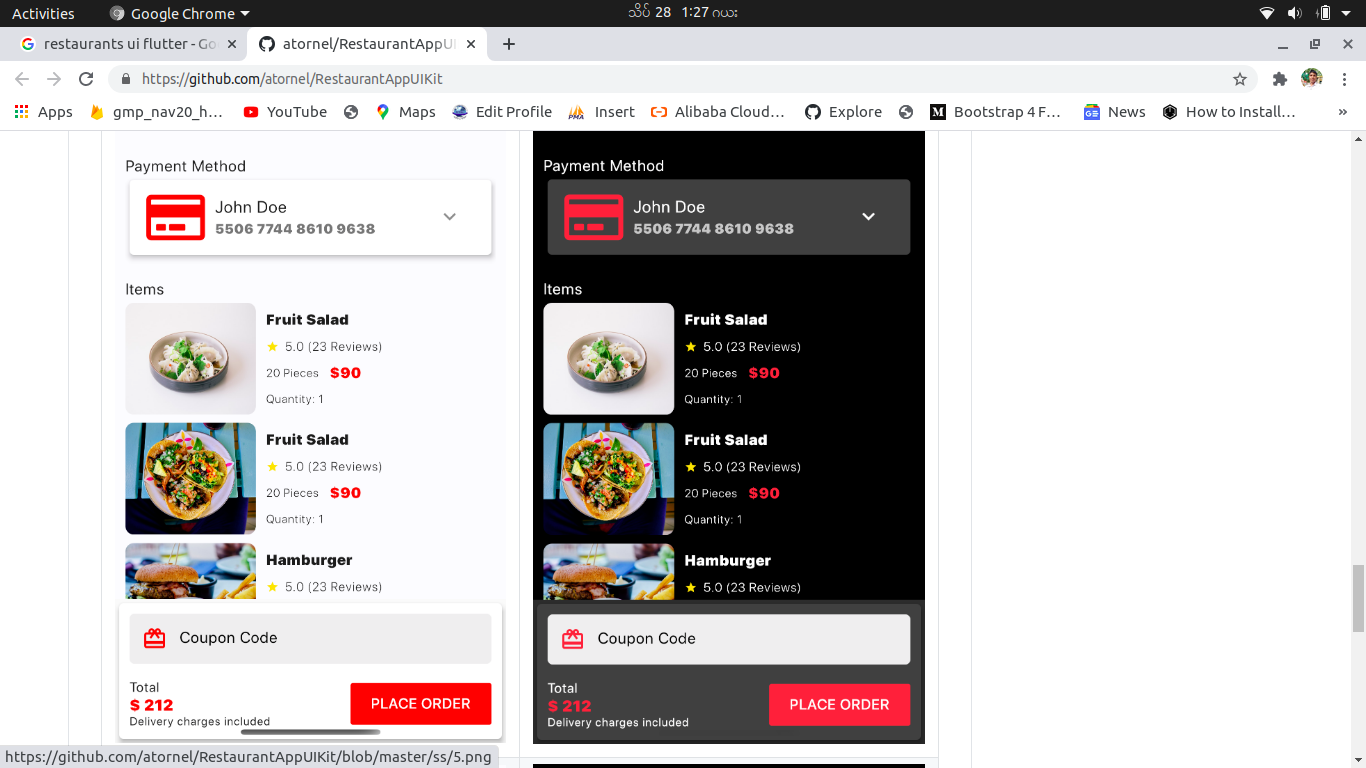 Activities
Google Chrome
သိပ် 28 1:27 ဂယး
restaurants ui flutter - Go
atornel/RestaurantAppUI
https://github.com/atornel/RestaurantAppUIKit
Apps
gmp_nav20_h...
YouTube
Maps
Edit Profile
PMA
Insert
Alibaba Cloud...
Explore
Bootstrap 4 F...
News
How to Install...
»
Payment Method
John Doe
5506 7744 8610 9638
Items
Fruit Salad
5.0 (23 Reviews)
20 Pieces $90
Quantity: 1
Fruit Salad
5.0 (23 Reviews)
20 Pieces $90
Quantity: 1
Hamburger
5.0 (23 Reviews)
Coupon Code
Total
$ 212
Delivery charges included
PLACE ORDER
Payment Method
John Doe
5506 7744 8610 9638
Items
Fruit Salad
5.0 (23 Reviews)
20 Pieces $90
Quantity: 1
Fruit Salad
5.0 (23 Reviews)
20 Pieces $90
Quantity: 1
Hamburger
5.0 (23 Reviews)
Coupon Code
Total
$ 212
Delivery charges included
PLACE ORDER
https://github.com/atornel/RestaurantAppUIKit/blob/master/ss/5.png